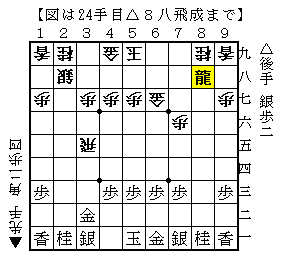 【図は24手目△8八飛成まで】
1 2 3 4 5 6 7 8 9
香桂 金玉 桂香 九
銀 龍 八
歩 歩歩歩金 歩 七
歩 六
飛 五
四
歩 歩歩歩歩 歩 三
金 二
香桂銀 玉金銀桂香 一
△後手 銀歩二
▲先手 角二歩四